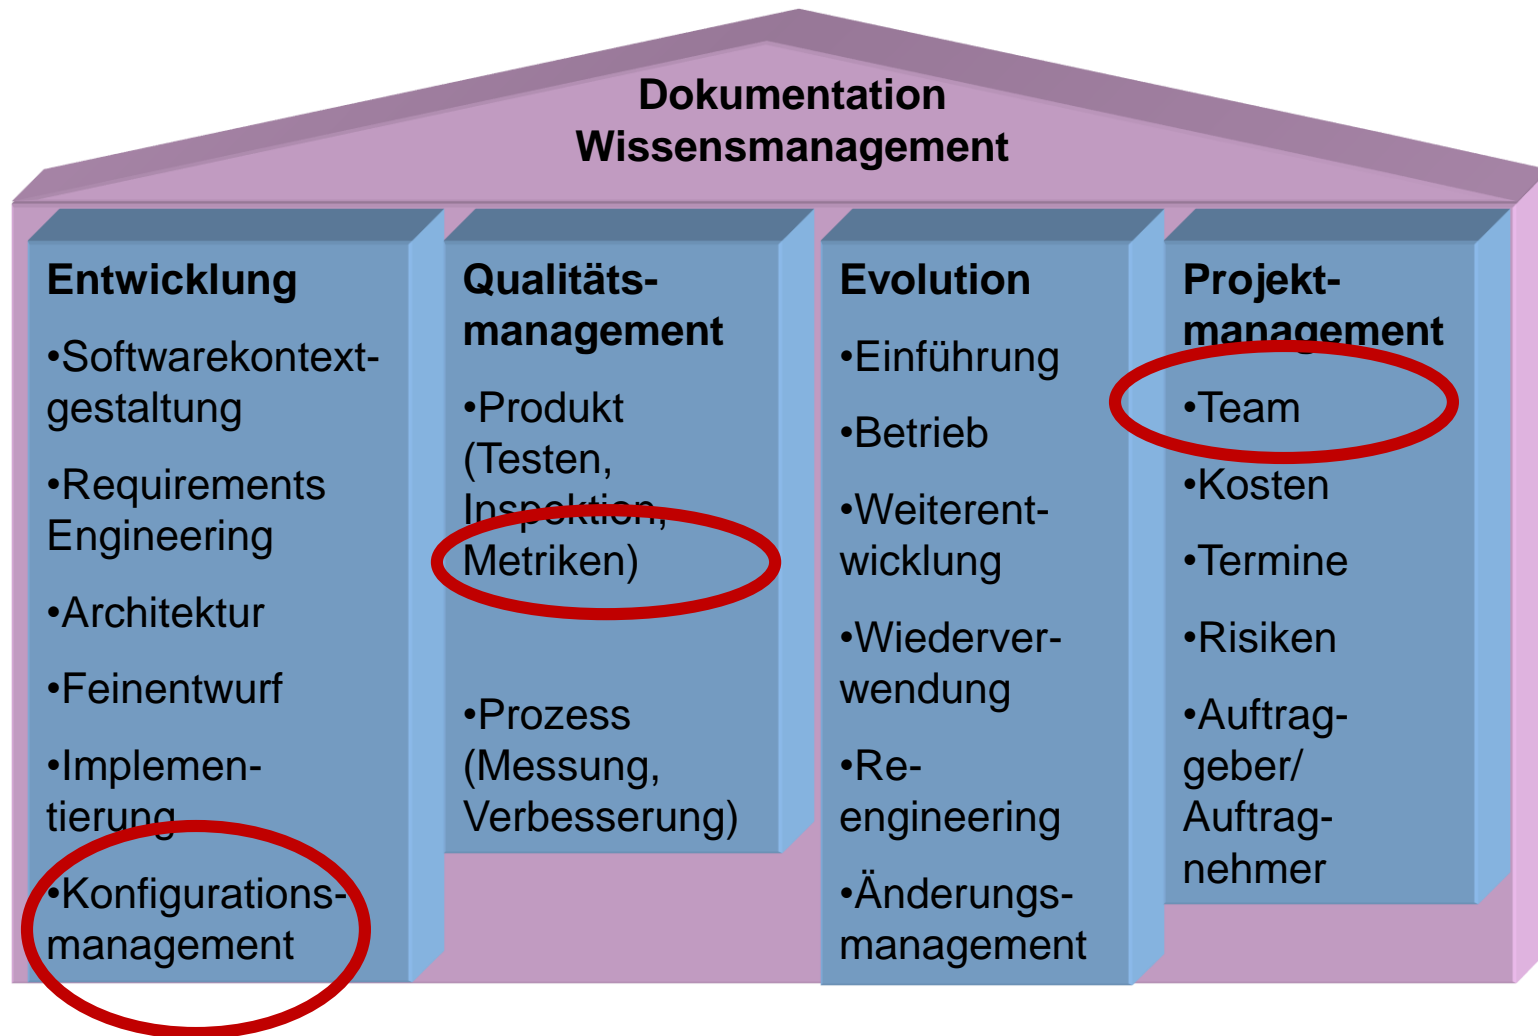 Dokumentation
Wissensmanagement
Entwicklung
•Softwarekontext-
gestaltung
•Requirements
Engineering
•Architektur
•Feinentwurf
•Implemen-
tierung
•Konfigurations-
management
Qualitäts-
management
•Produkt
(Testen,
Inspektion,
Metriken)
•Prozess
(Messung,
Verbesserung)
Evolution
•Einführung
•Betrieb
•Weiterent-
wicklung
•Wiederver-
wendung
•Re-
engineering
•Änderungs-
management
Projekt-
management
•Team
•Kosten
•Termine
•Risiken
•Auftrag-
geber/
Auftrag-
nehmer